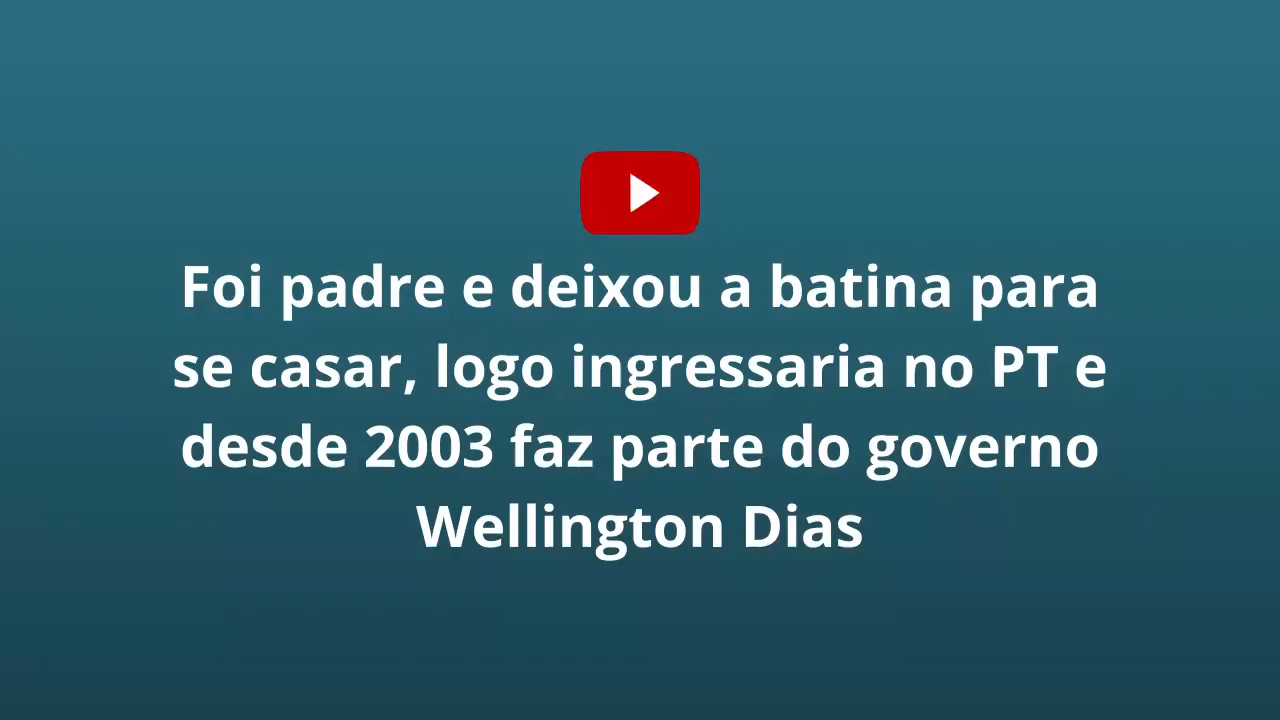 Foi padre e deixou a batina para
se casar, logo ingressaria no PT e
desde 2003 faz parte do governo
Wellington Dias